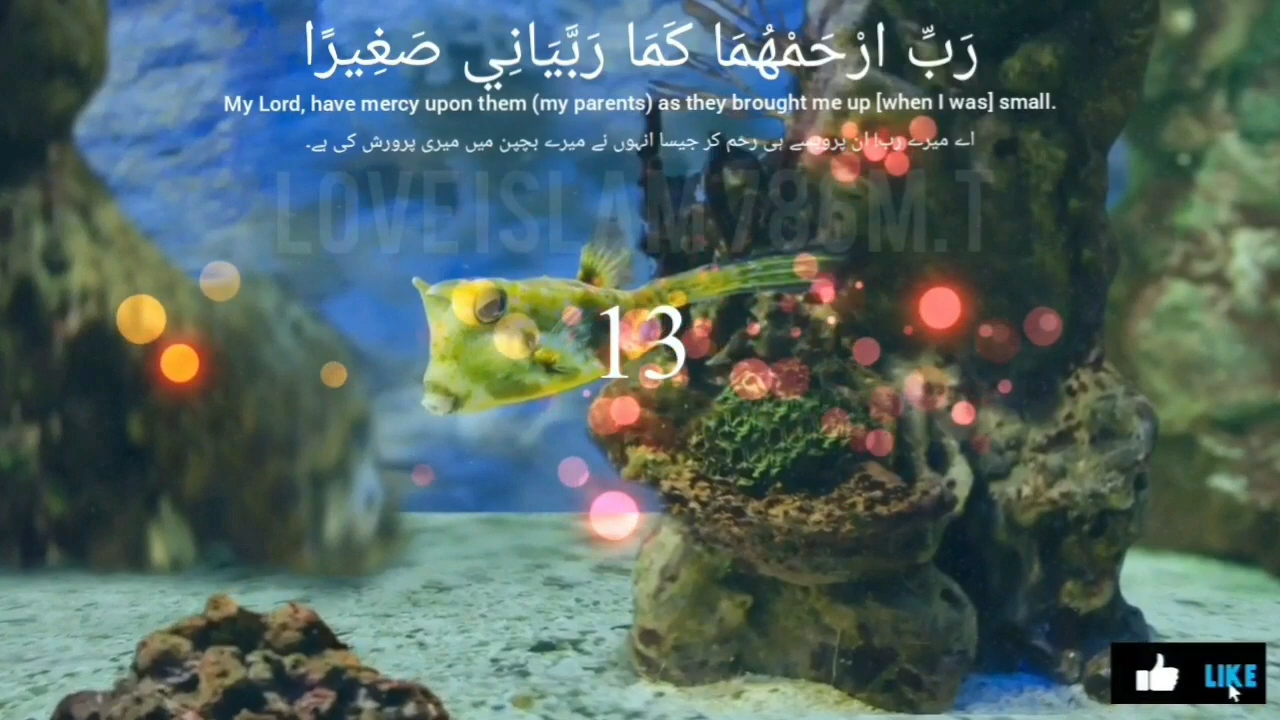 رَبِّ ارْحَمْهُمَا كَمَا رَبَّيَانِي صَغِيرًا
My Lord, have mercy upon them (my parents) as they brought me up [when I was] small.
اے میرے رب! ان پرویسے ہی رحم کر جیسا انہوں نے میرے بچپن میں میری پرورش کی ہے۔
LOVEISLAM786M.T
13
LIKE